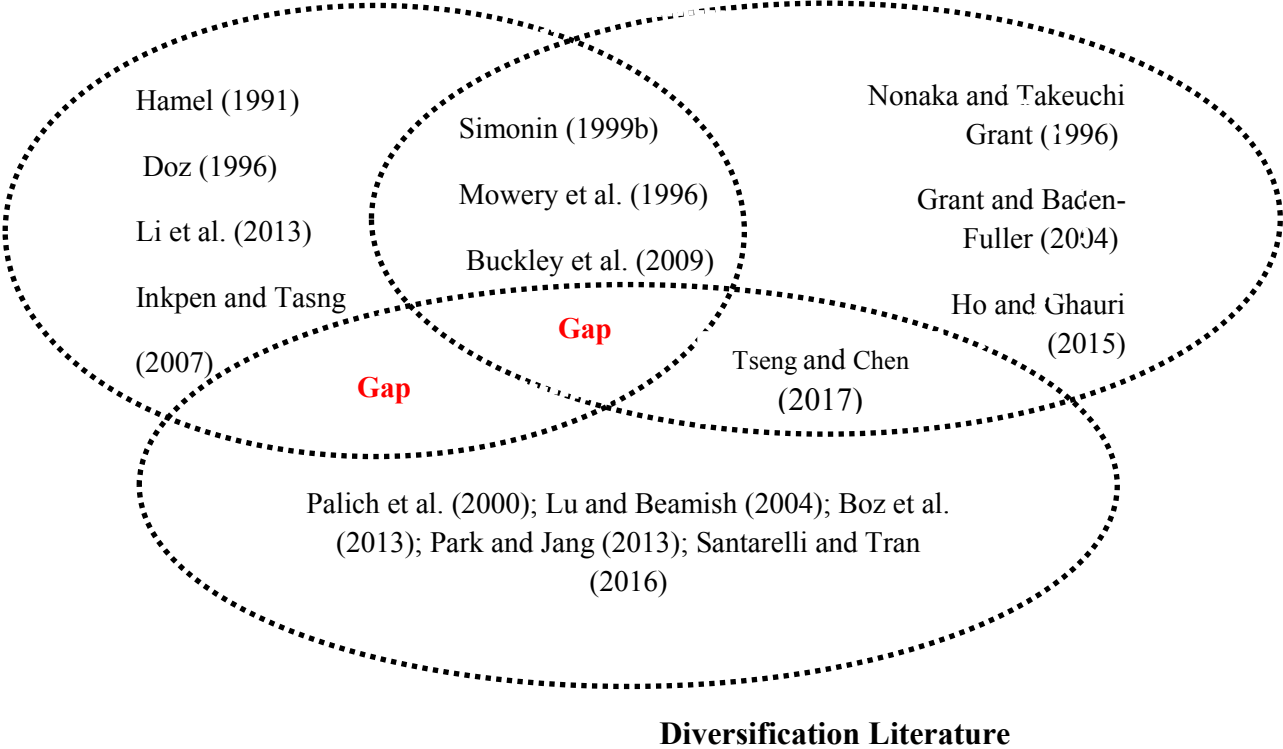 Hamel (1991)
Doz (1996)
Li et al. (2013)
Inkpen and Tasng
(2007)
Simonin (1999b)
Mowery et al. (1996)
Buckley et al. (2009)
Nonaka and Takeuchi
Grant (1996)
Grant and Baden-
Fuller (2004)
Ho and Ghauri
(2015)
Gap
Gap
Tseng and Chen
(2017)
Palich et al. (2000); Lu and Beamish (2004); Boz et al.
(2013); Park and Jang (2013); Santarelli and Tran
(2016)
Diversification Literature